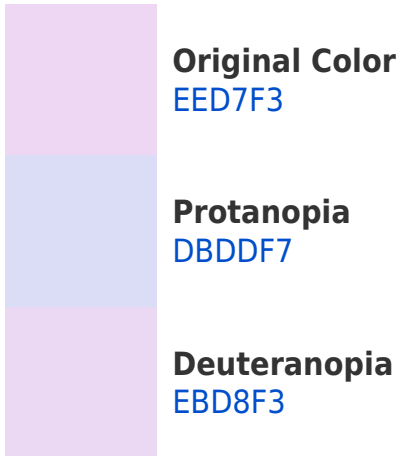 Original Color
EED7F3
Protanopia
DBDDF7
Deuteranopia
EBD8F3